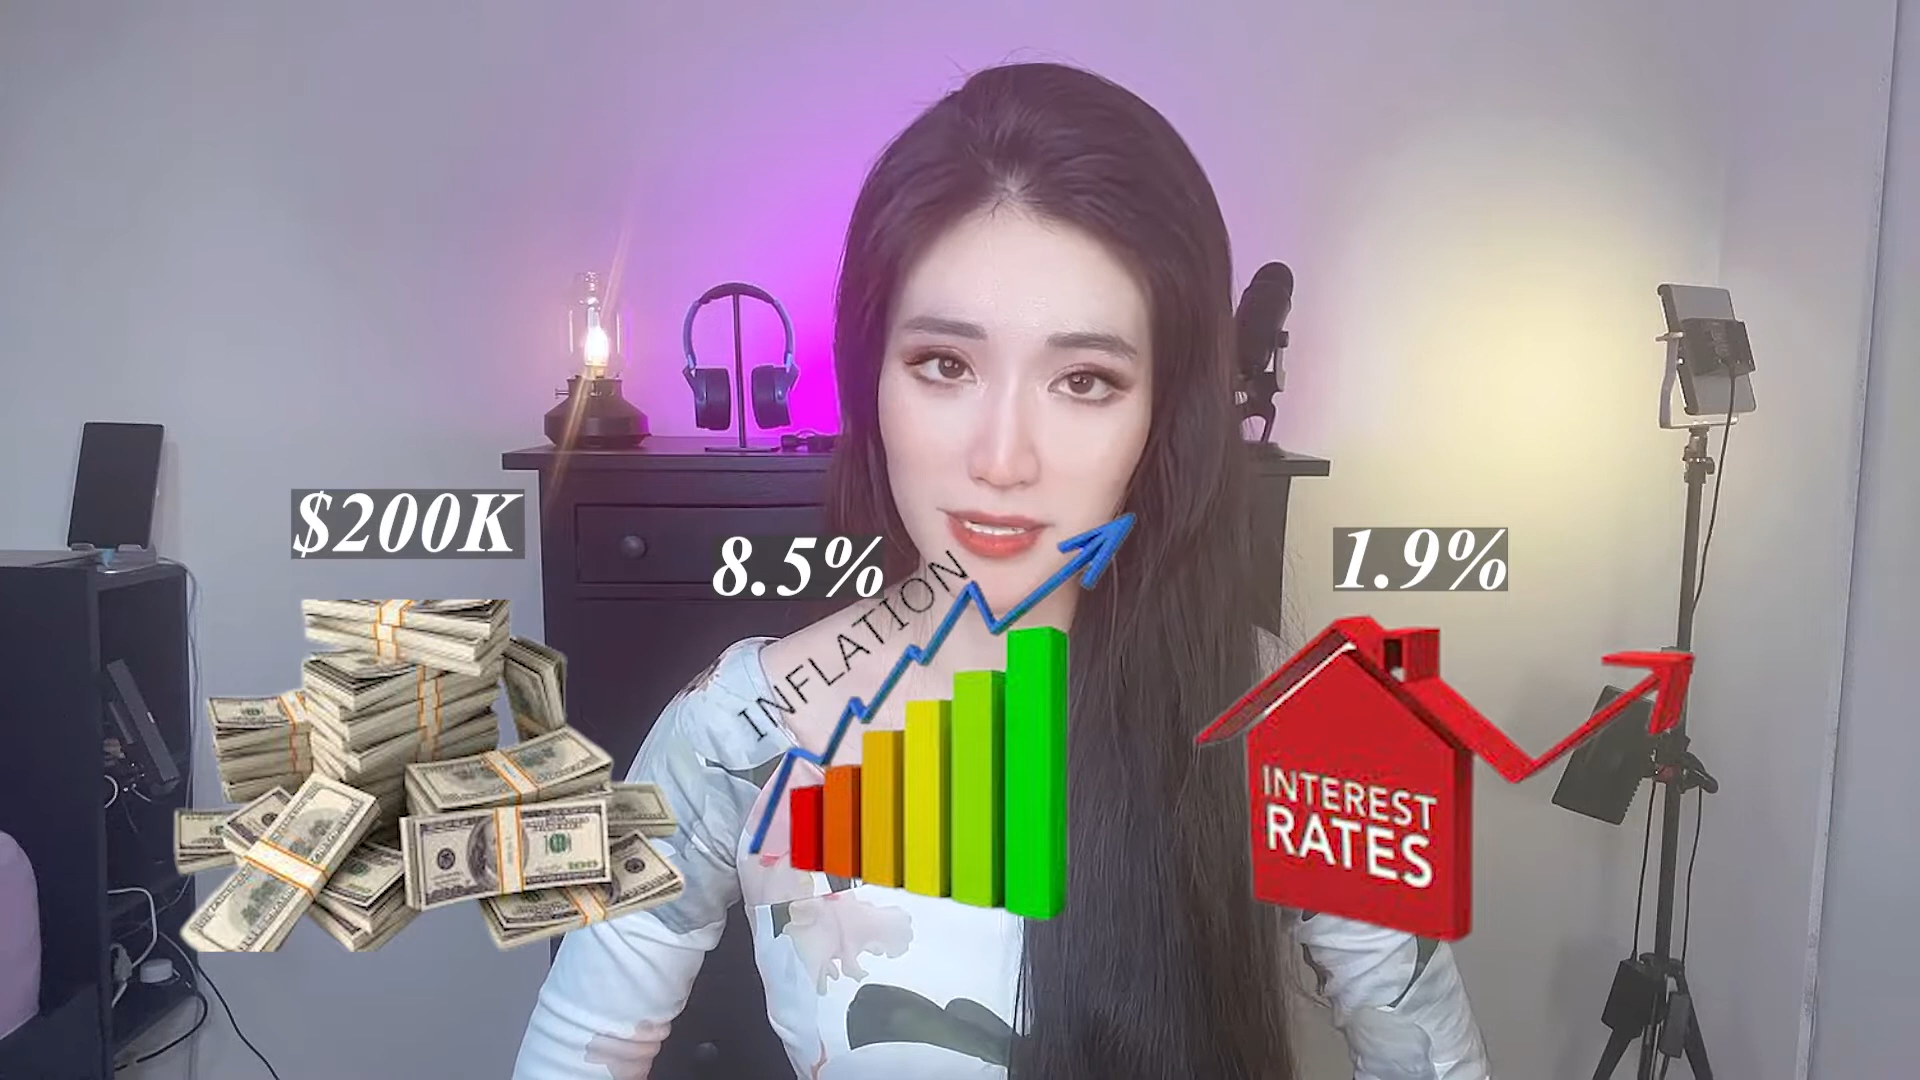 $200K
8.5%
1.9%
INFLATION
INTEREST
RATES